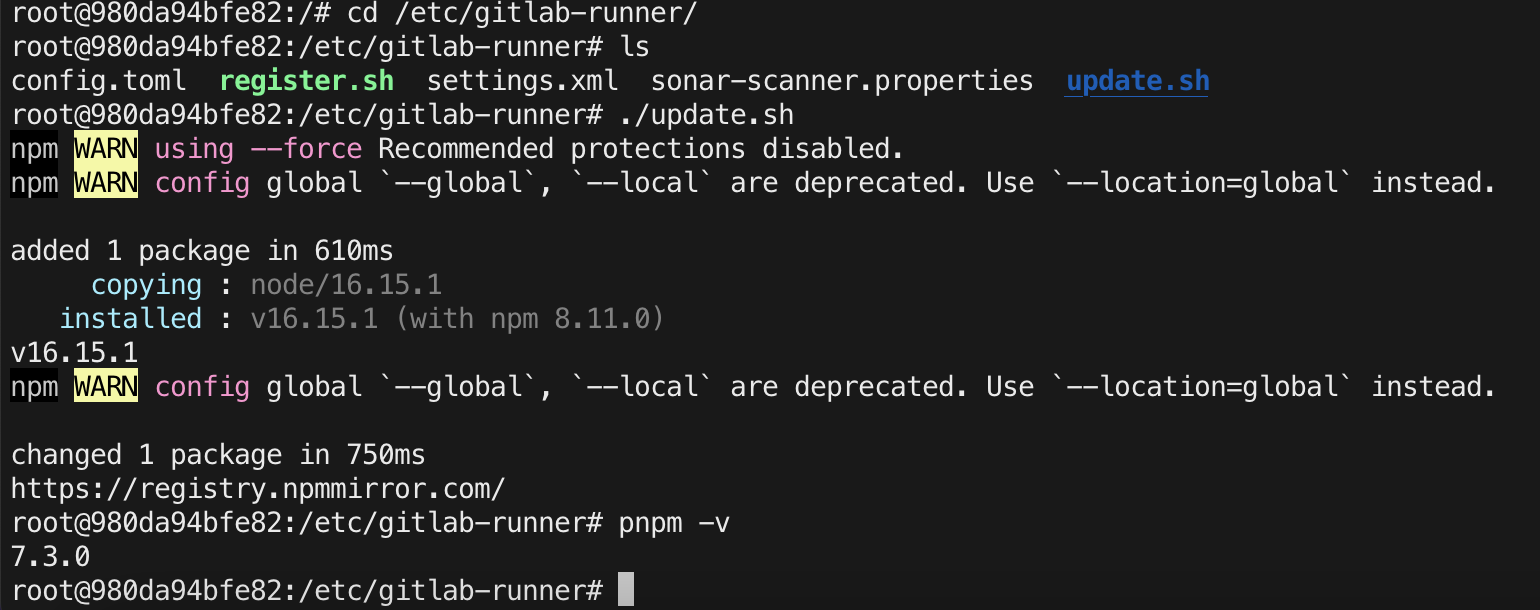 root@980da94bfe82:/# cd /etc/gitlab-runner/
root@980da94bfe82:/etc/gitlab-runner# ls
config.toml  register.sh  settings.xml  sonar-scanner.properties  update.sh
root@980da94bfe82:/etc/gitlab-runner# ./update.sh
npm WARN using --force Recommended protections disabled.
npm WARN config global `--global`, `--local` are deprecated. Use `--location=global` instead.
added 1 package in 610ms
     copying : node/16.15.1
   installed : v16.15.1 (with npm 8.11.0)
v16.15.1
npm WARN config global `--global`, `--local` are deprecated. Use `--location=global` instead.
changed 1 package in 750ms
https://registry.npmmirror.com/
root@980da94bfe82:/etc/gitlab-runner# pnpm -v
7.3.0
root@980da94bfe82:/etc/gitlab-runner#